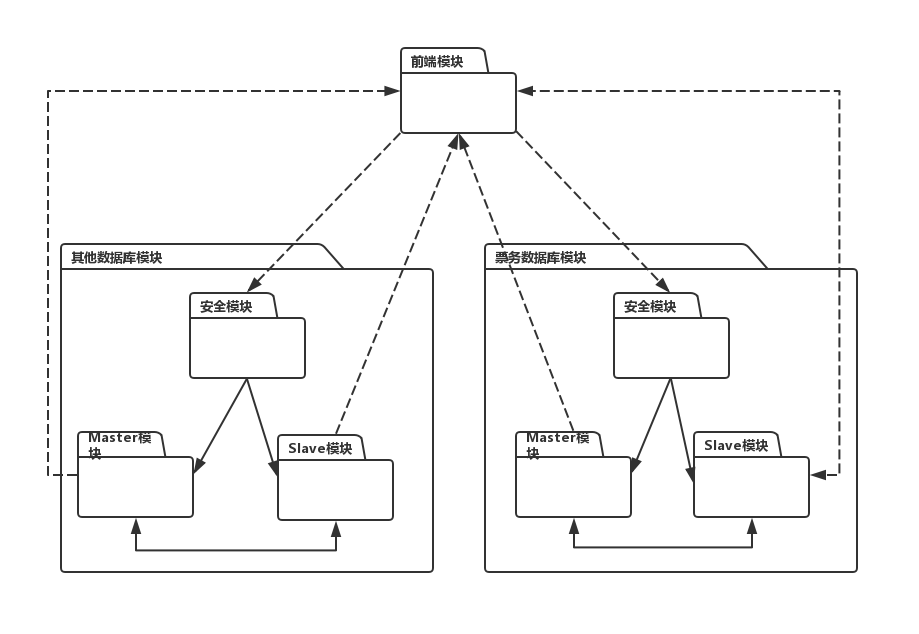 前端模块
其他数据库模块
票务数据库模块
安全模块
安全模块
Master模
块
Slave模块
Master模
块
Slave模块